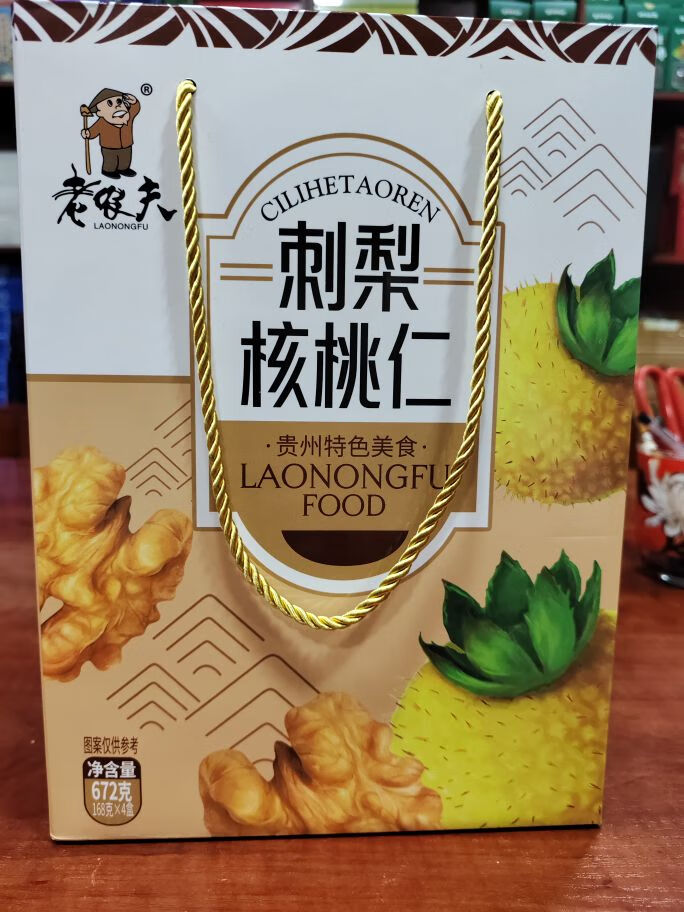 ®
老农夫
LAONONGFU
CILIHETAOREN
刺梨
核桃仁
·贵州特色美食·
LAONONGFU
FOOD
图案仅供参考
净含量
672克
168克×4盒